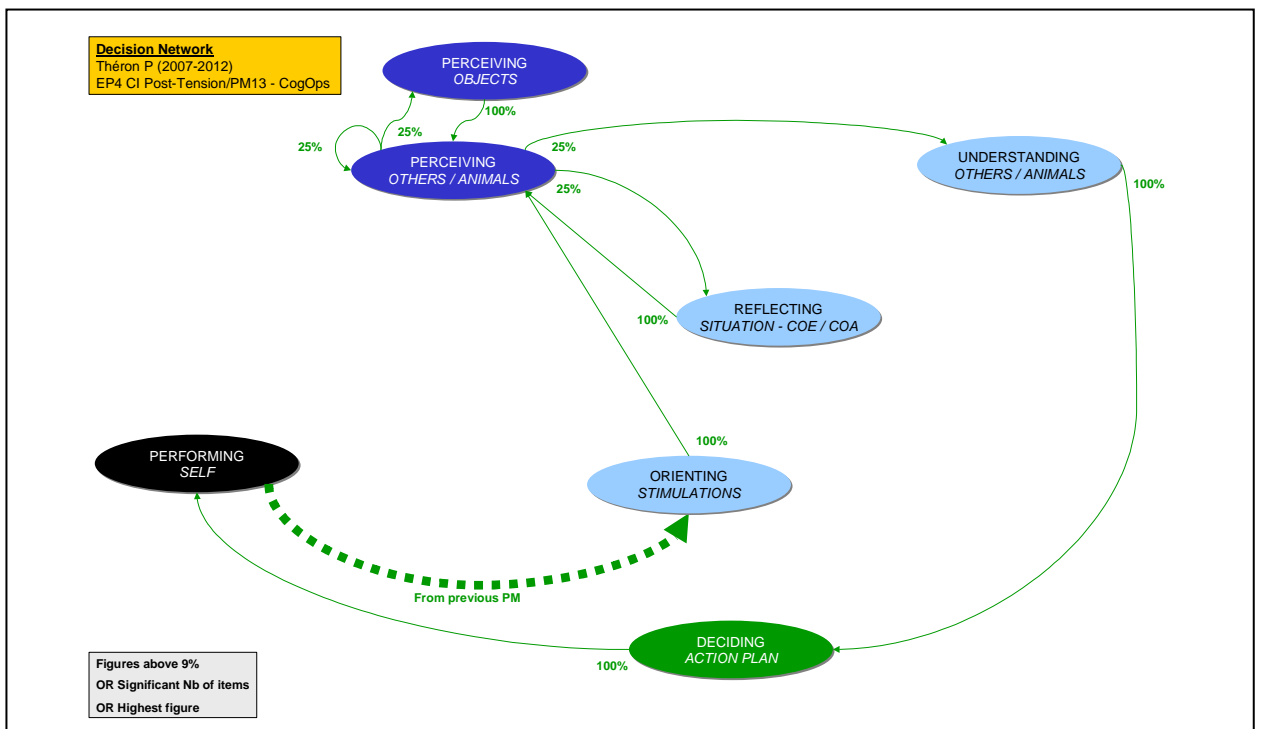 Decision Network
Théron P (2007-2012)
EP4 CI Post-Tension/PM13 - CogOps
PERCEIVING
OBJECTS
100%
25%
25%
PERCEIVING
OTHERS / ANIMALS
25%
25%
UNDERSTANDING
OTHERS / ANIMALS
100%
REFLECTING
SITUATION - COE / COA
100%
100%
PERFORMING
SELF
ORIENTING
STIMULATIONS
From previous PM
DECIDING
ACTION PLAN
100%
Figures above 9%
OR Significant Nb of items
OR Highest figure